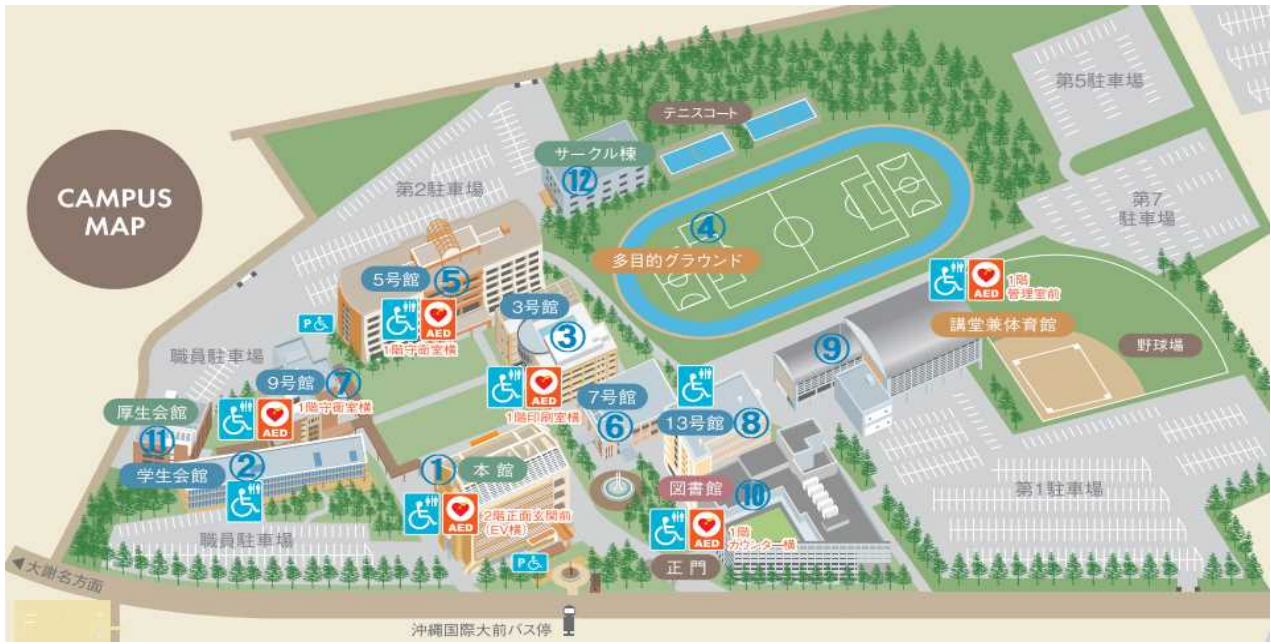 CAMPUS
MAP
第5駐車場
テニスコート
サークル棟
⑫
第2駐車場
第7
駐車場
④
多目的グラウンド
5号館
⑤
AED
1階守衛室横
P
3号館
③
AED
1階印刷室横
AED
1階
管理室前
講堂兼体育館
⑨
野球場
職員駐車場
9号館
⑦
AED
1階守衛室横
厚生会館
⑪
学生会館
②
7号館
⑥
13号館
⑧
①
本館
AED
2階正面玄関前
(EV横)
図書館
⑩
AED
1階
カウンター横
第1駐車場
職員駐車場
P
正門
大謝名方面
沖縄国際大前バス停